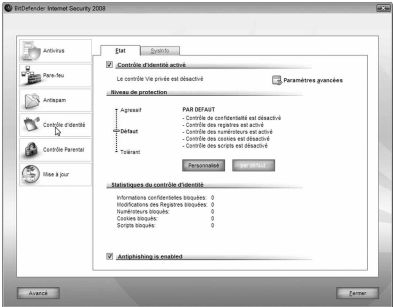 BitDefender Internet Security 2008
Antivirus
Pare-feu
Antispam
Contrôle d'identité
Contrôle Parental
Mise à jour
Etat
SysInfo
Contrôle d'identité activé
Le contrôle Vie privée est désactivé
Paramètres avancées
Niveau de protection
Agressif
Défaut
Tolérant
PAR DEFAUT
- Contrôle de confidentialité est désactivé
- Contrôle des registres est activé
- Contrôle des numéroteurs est activé
- Contrôle des cookies est désactivé
- Contrôle des scripts est désactivé
Personnalisé
par défaut
Statistiques du contrôle d'identité
Informations confidentielles bloquées: 0
Modifications des Registres bloquées: 0
Numéroteurs bloqués: 0
Cookies bloqués: 0
Scripts bloqués: 0
Antiphishing is enabled
Avancé
Fermer